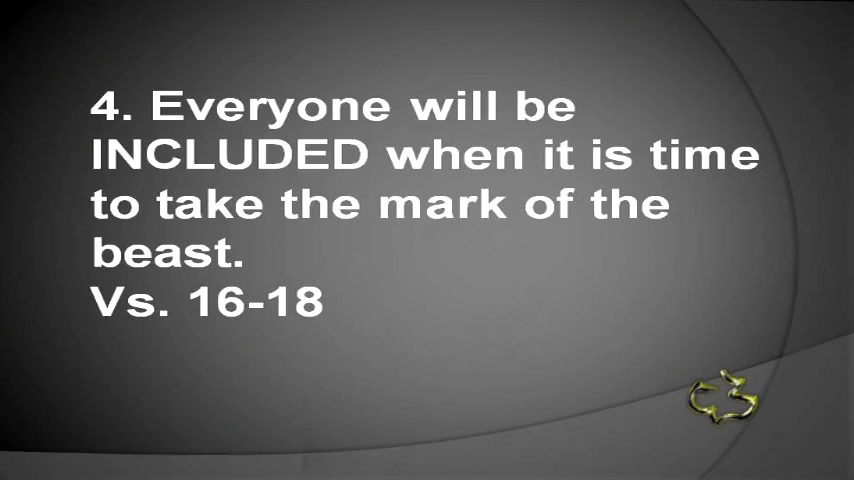 4. Everyone will be
INCLUDED when it is time
to take the mark of the
beast.
Vs. 16-18